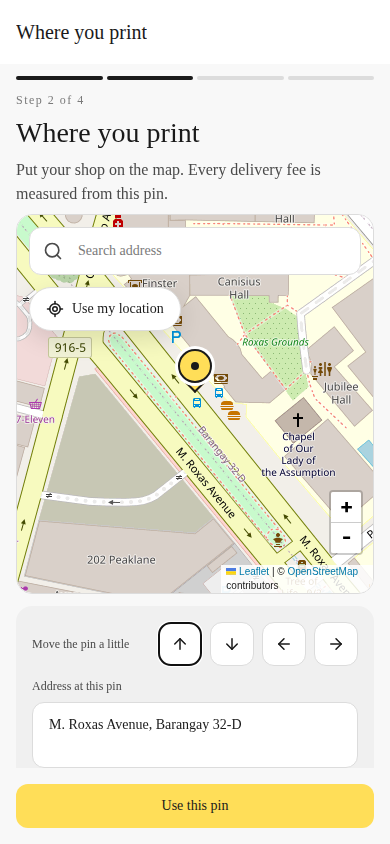 Where you print
Step 2 of 4
Where you print
Put your shop on the map. Every delivery fee is
measured from this pin.
Hall
Search address
Finster
Canisius
Hall
Use my location
Roxas Grounds
P
916-5
Jubilee
Hall
7-Eleven
Chapel
of Our
Lady of
the Assumption
Barangay 32-D
M. Roxas Avenue
+
-
202 Peaklane
M. Rox
Leaflet | © OpenStreetMap
contributors
Move the pin a little
Address at this pin
M. Roxas Avenue, Barangay 32-D
Use this pin